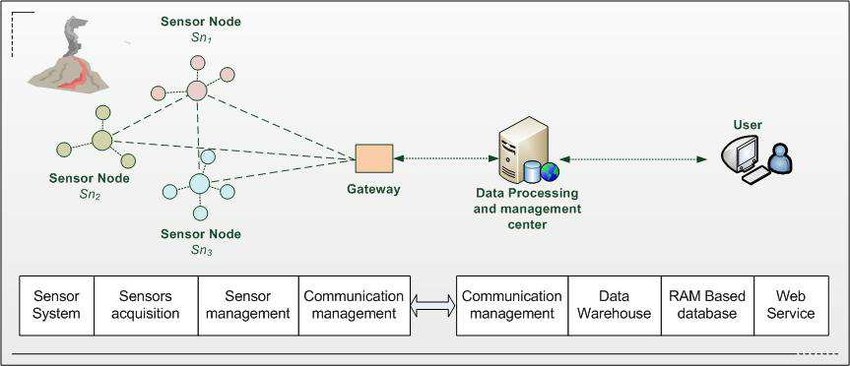 Sensor Node
Sn1
Sensor Node
Sn2
Sensor Node
Sn3
Gateway
Data Processing
and management
center
User
Sensor
System
Sensors
acquisition
Sensor
management
Communication
management
Communication
management
Data
Warehouse
RAM Based
database
Web
Service